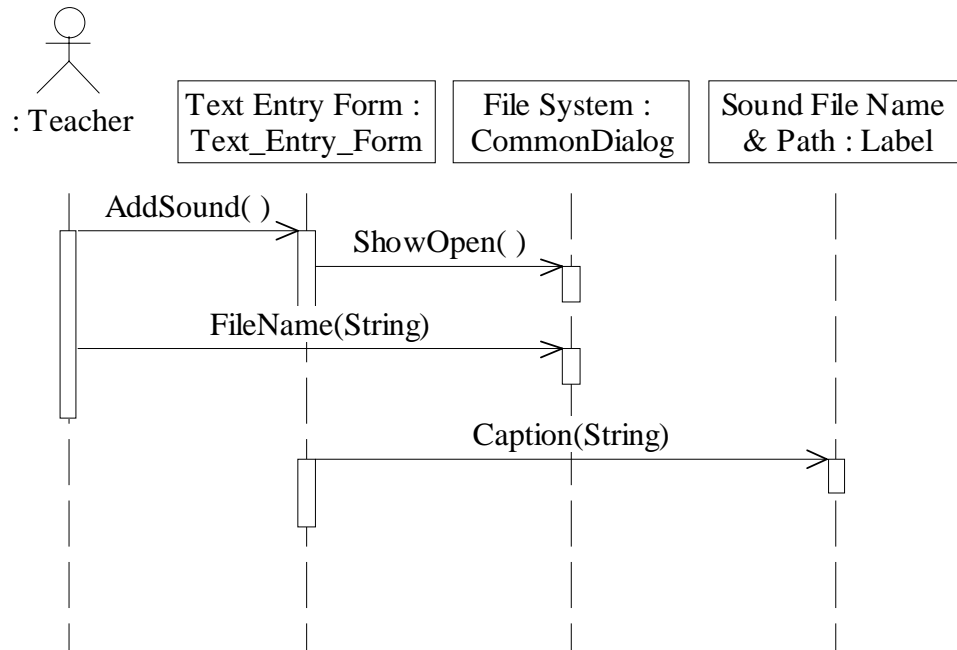 : Teacher
Text Entry Form :
Text_Entry_Form
File System :
CommonDialog
Sound File Name
& Path : Label
AddSound( )
ShowOpen( )
FileName(String)
Caption(String)